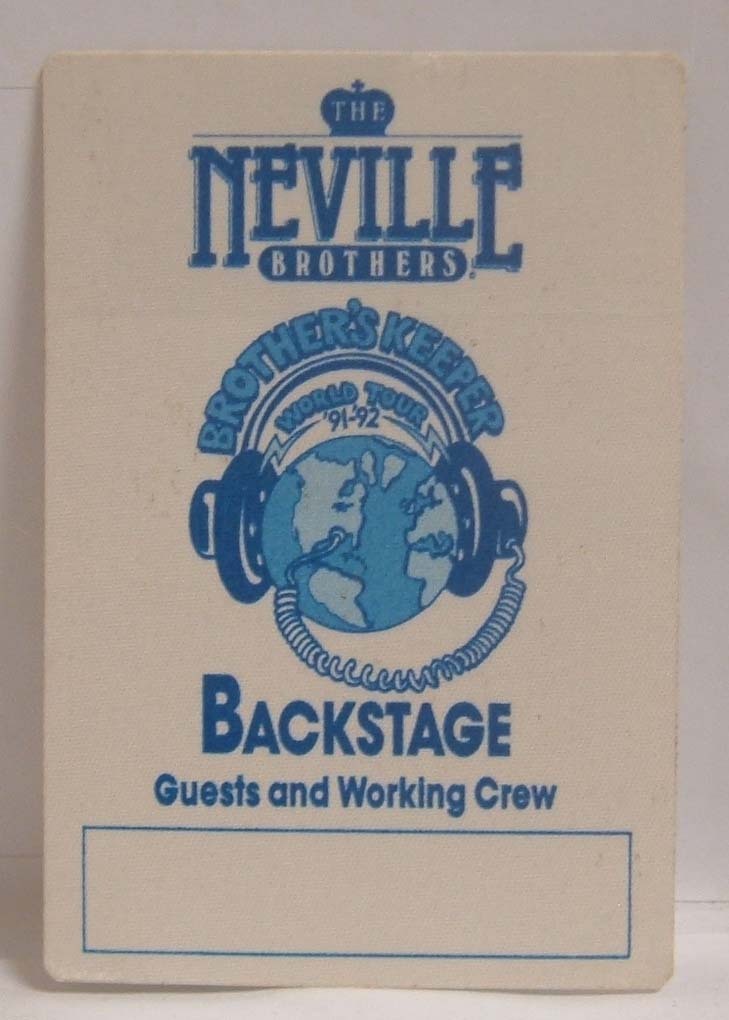 THE
NEVILLE
BROTHERS
BROTHER'S KEEPER
WORLD TOUR
'91-'92
BACKSTAGE
Guests and Working Crew